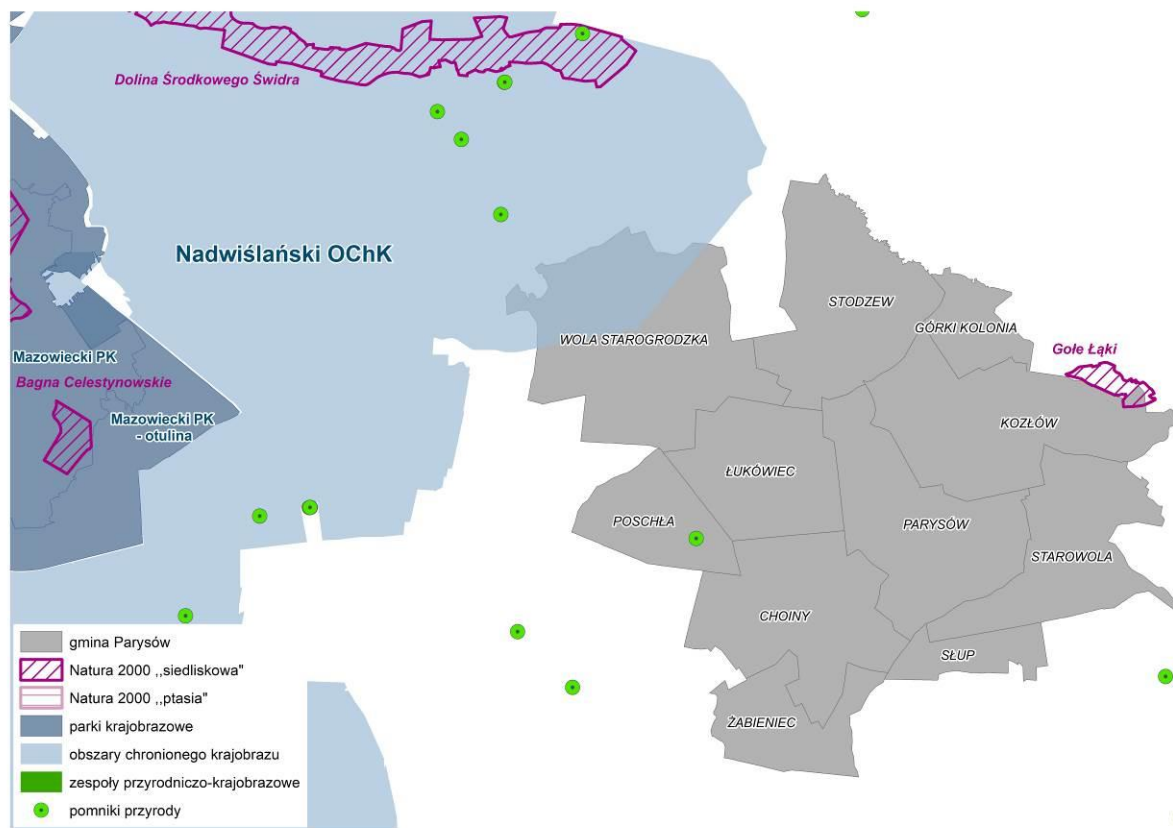 Dolina Środkowego Świdra
Nadwiślański OChK
STODZEW
GÓRKI KOLONIA
WOLA STAROGRODZKA
Gołe Łąki
Mazowiecki PK
Bagna Celestynowskie
Mazowiecki PK
- otulina
KOZŁÓW
ŁUKÓWIEC
POSCHŁA
PARYSÓW
STAROWOLA
CHOINY
SŁUP
ŻABIENIEC
gmina Parysów
Natura 2000 ,,siedliskowa"
Natura 2000 ,,ptasia"
parki krajobrazowe
obszary chronionego krajobrazu
zespoły przyrodniczo-krajobrazowe
pomniki przyrody